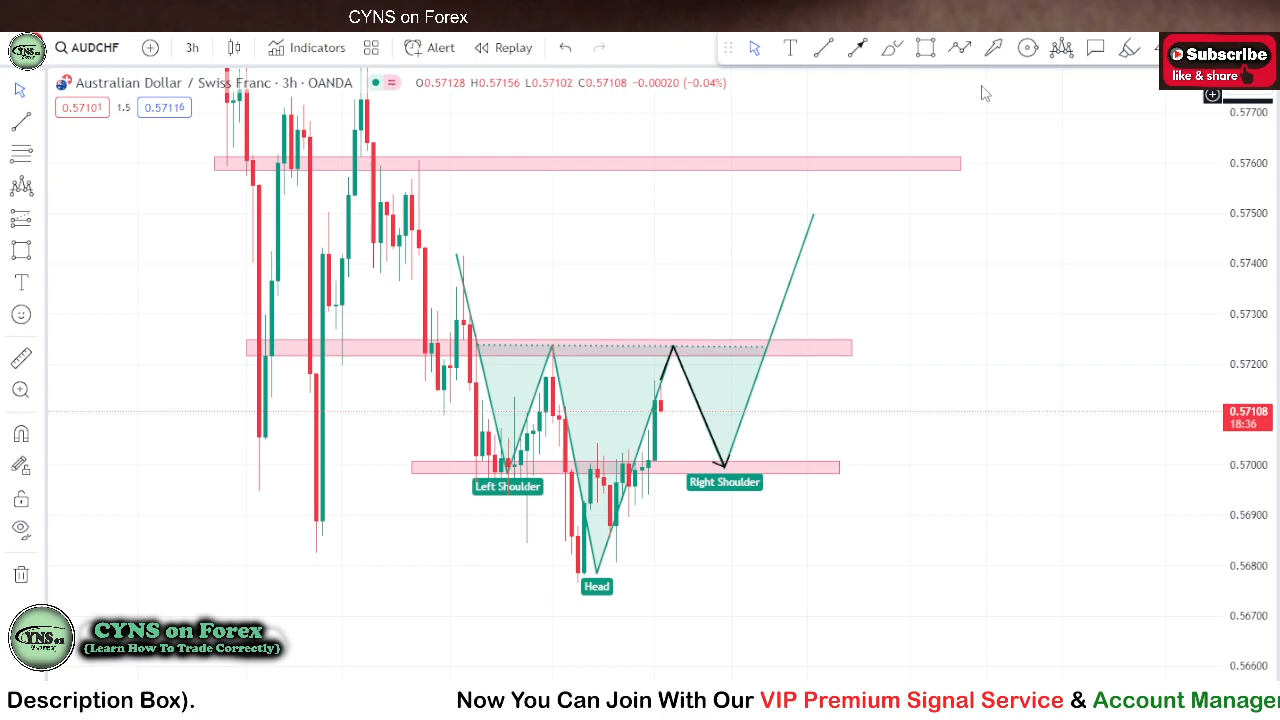 CYNS on Forex
AUDCHF 3h Indicators Alert Replay
Subscribe
like & share
Australian Dollar / Swiss Franc · 3h · OANDA O0.57128 H0.57156 L0.57102 C0.57108 −0.00020 (−0.04%)
0.57101 1.5 0.57116
0.57700
0.57600
0.57500
0.57400
0.57300
0.57200
0.57108
18:36
0.57000
0.56900
0.56800
0.56700
0.56600
Left Shoulder
Right Shoulder
Head
CYNS on Forex
{Learn How To Trade Correctly}
Description Box). Now You Can Join With Our VIP Premium Signal Service & Account Manager